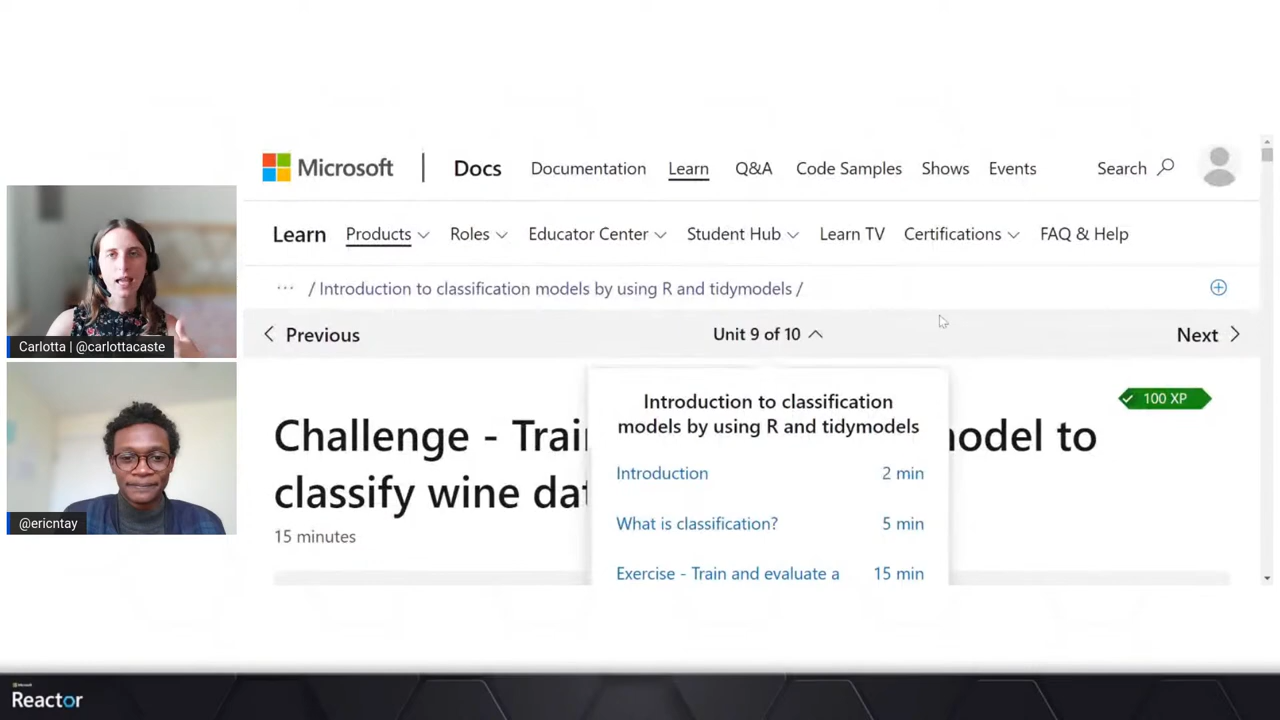 Microsoft
Docs
Documentation
Learn
Q&A
Code Samples
Shows
Events
Search
Learn
Products
Roles
Educator Center
Student Hub
Learn TV
Certifications
FAQ & Help
··· / Introduction to classification models by using R and tidymodels /
Previous
Unit 9 of 10
Next
100 XP
Challenge - Trai
odel to
classify wine dat
15 minutes
Introduction to classification
models by using R and tidymodels
Introduction 2 min
What is classification? 5 min
Exercise - Train and evaluate a 15 min
Carlotta | @carlottacaste
@ericntay
Microsoft
Reactor